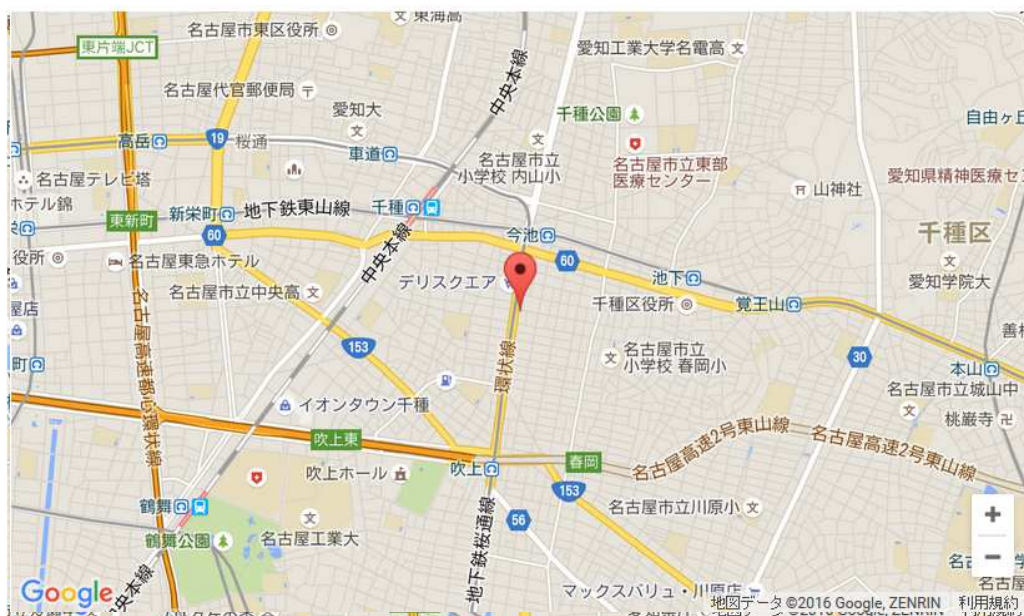 東海高
名古屋市東区役所
東片端JCT
愛知工業大学名電高
名古屋代官郵便局
愛知大
中央本線
千種公園
自由ヶ丘
高岳
19
桜通
車道
名古屋市立
小学校 内山小
名古屋市立東部
医療センター
名古屋テレビ塔
山神社
愛知県精神医療セ
ホテル錦
新栄町
地下鉄東山線
千種
東新町
今池
60
千種区
役所
名古屋東急ホテル
中央本線
60
池下
愛知学院大
デリスクエア
名古屋市立中央高
千種区役所
覚王山
屋店
名古屋高速都心環状線
153
環状線
名古屋市立
小学校 春岡小
30
町
本山
名古屋市立城山中
イオンタウン千種
桃巌寺
吹上東
名古屋高速2号東山線
名古屋高速2号東山線
吹上ホール
吹上
春岡
153
鶴舞
地下鉄桜通線
56
名古屋市立川原小
鶴舞公園
名古屋工業大
中央本線
マックスバリュ・川原店
+
−
Google
地図データ ©2016 Google, ZENRIN
利用規約